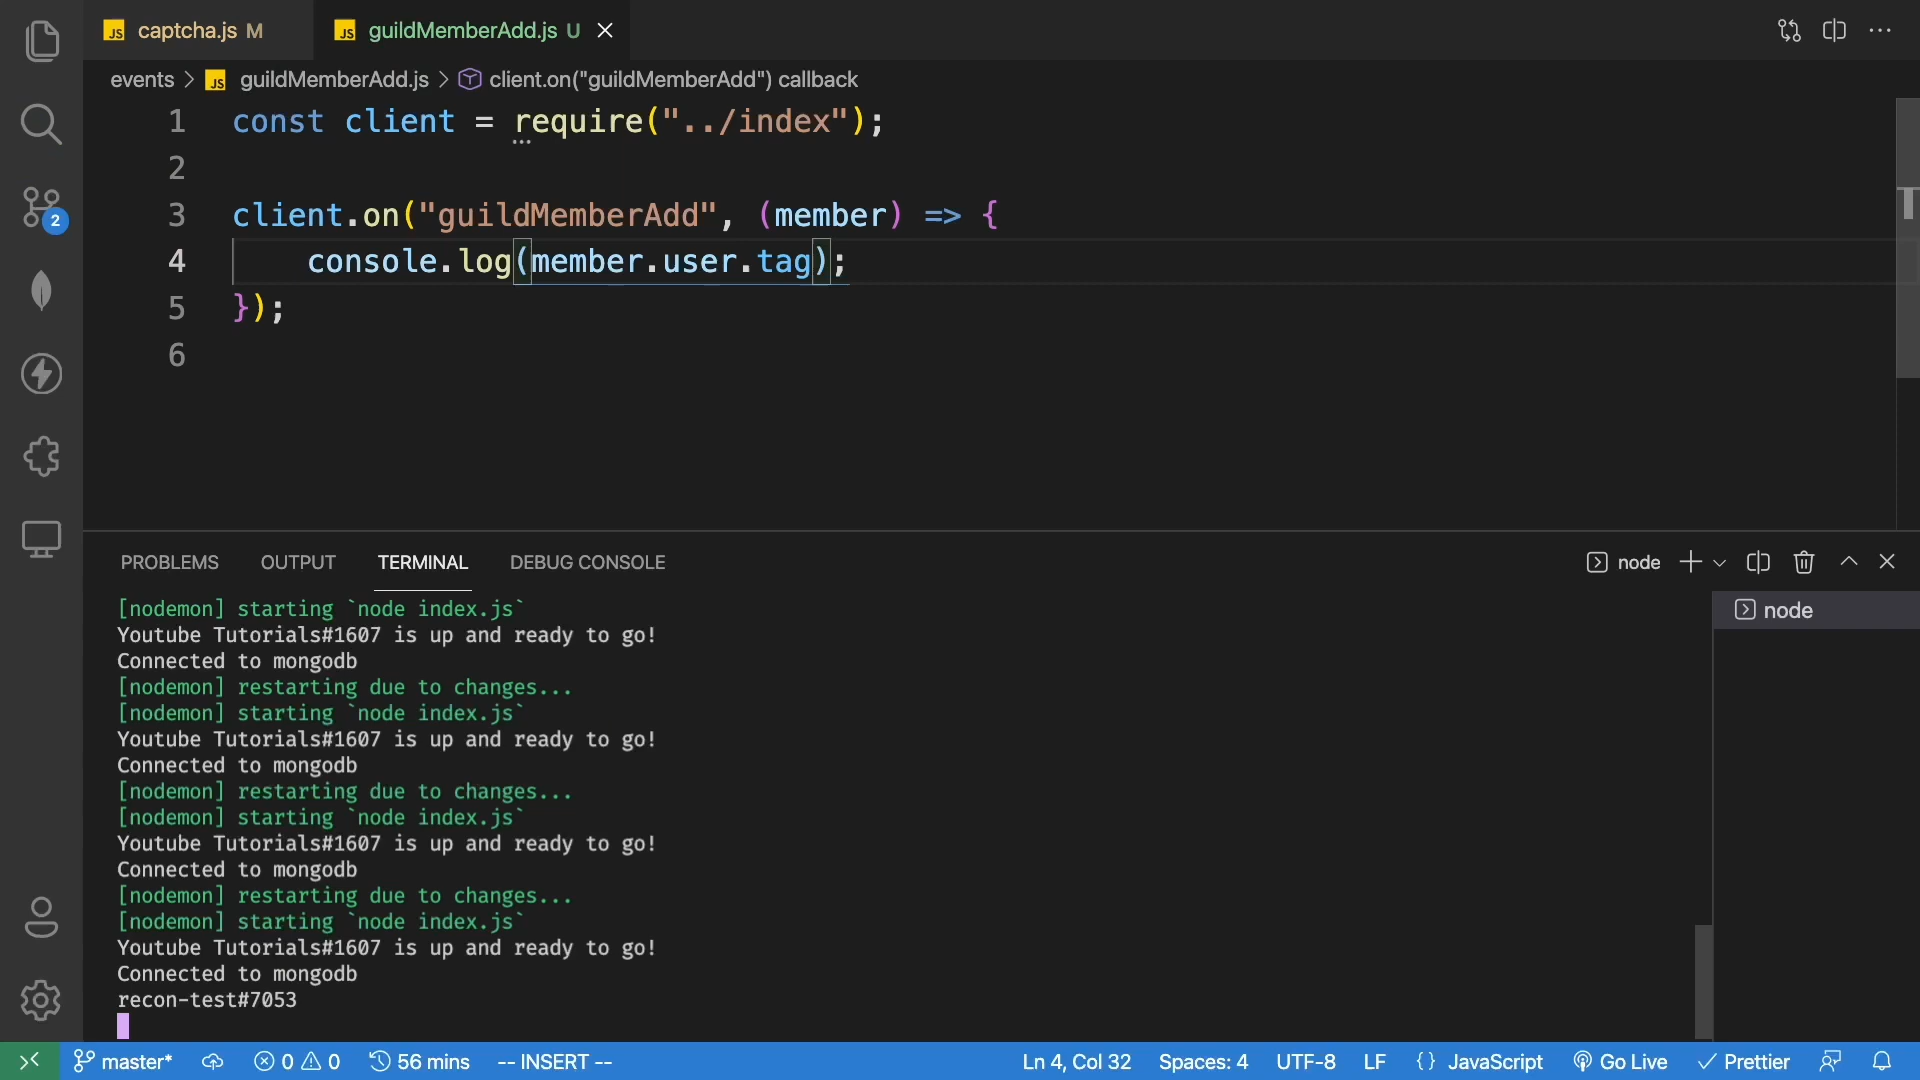 JS captcha.js M
JS guildMemberAdd.js U
events > JS guildMemberAdd.js > client.on("guildMemberAdd") callback
1 const client = require("../index");
2
3 client.on("guildMemberAdd", (member) => {
4 console.log(member.user.tag);
5 });
6
2
PROBLEMS OUTPUT TERMINAL DEBUG CONSOLE
node
node
[nodemon] starting `node index.js`
Youtube Tutorials#1607 is up and ready to go!
Connected to mongodb
[nodemon] restarting due to changes...
[nodemon] starting `node index.js`
Youtube Tutorials#1607 is up and ready to go!
Connected to mongodb
[nodemon] restarting due to changes...
[nodemon] starting `node index.js`
Youtube Tutorials#1607 is up and ready to go!
Connected to mongodb
[nodemon] restarting due to changes...
[nodemon] starting `node index.js`
Youtube Tutorials#1607 is up and ready to go!
Connected to mongodb
recon-test#7053
master* 0 0 56 mins -- INSERT -- Ln 4, Col 32 Spaces: 4 UTF-8 LF {} JavaScript Go Live Prettier